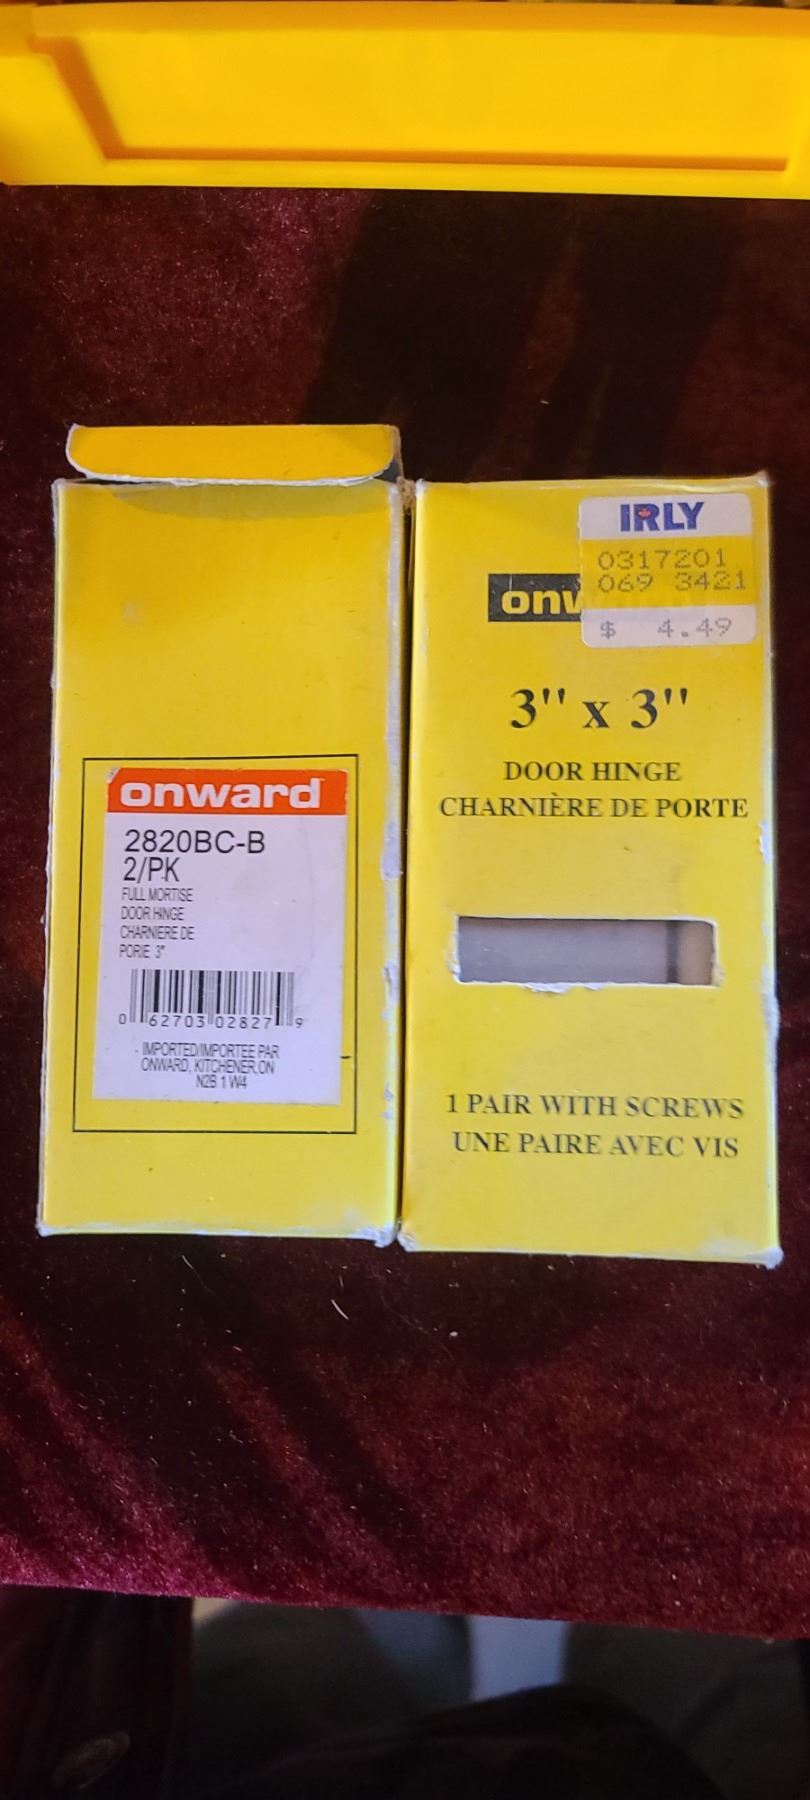 onward
2820BC-B
2/PK
FULL MORTISE
DOOR HINGE
CHARNIERE DE
PORIE 3"
0 62703 02827 9
- IMPORTED/IMPORTEE PAR
ONWARD, KITCHENER,ON
N2B 1W4
IRLY
0317201
069 3421
$ 4.49
onw
3" x 3"
DOOR HINGE
CHARNIÈRE DE PORTE
1 PAIR WITH SCREWS
UNE PAIRE AVEC VIS